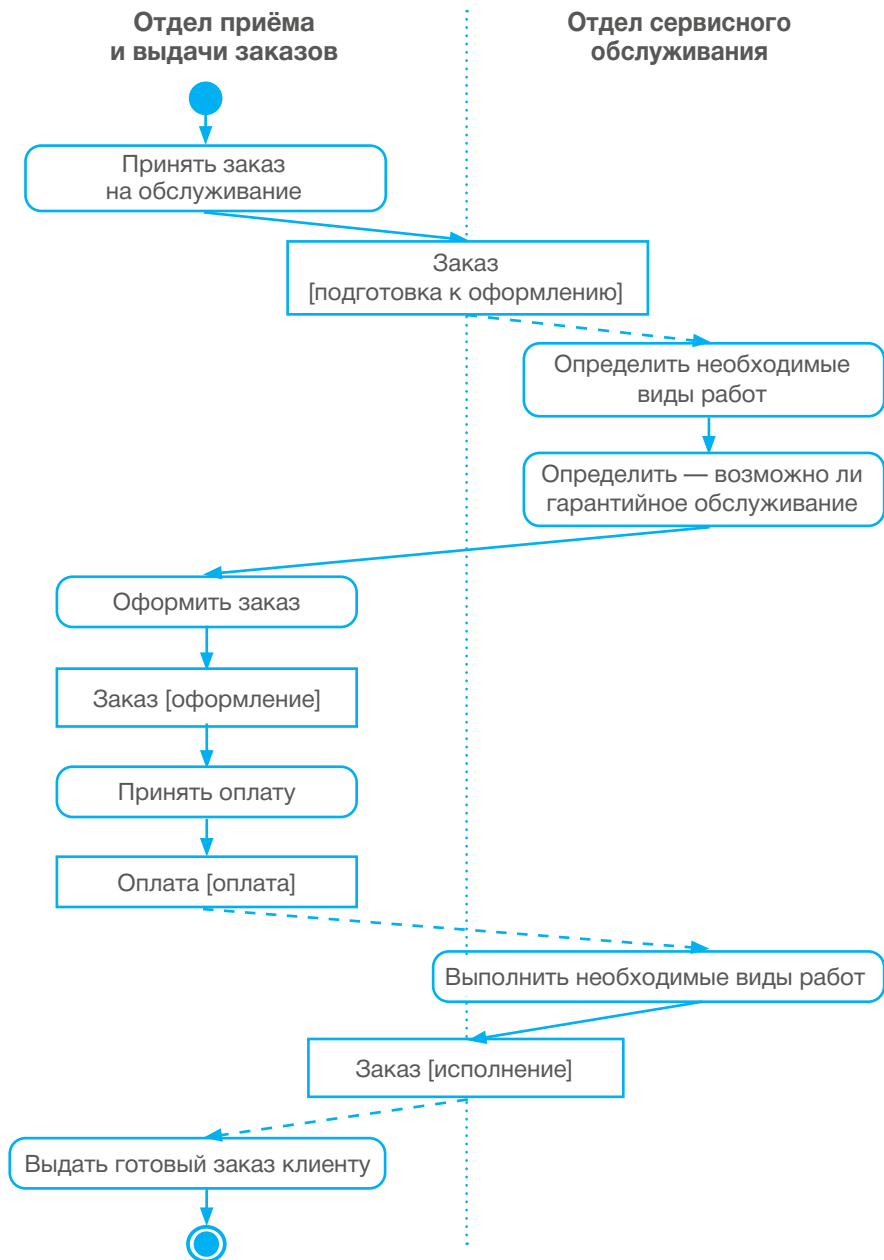 Отдел приёма
и выдачи заказов
Отдел сервисного
обслуживания
Принять заказ
на обслуживание
Заказ
[подготовка к оформлению]
Определить необходимые
виды работ
Определить — возможно ли
гарантийное обслуживание
Оформить заказ
Заказ [оформление]
Принять оплату
Оплата [оплата]
Выполнить необходимые виды работ
Заказ [исполнение]
Выдать готовый заказ клиенту